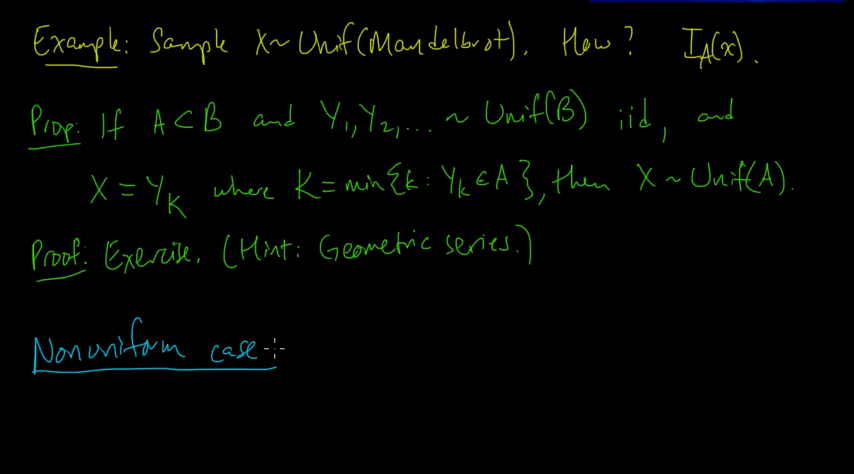 Example: Sample X ~ Unif(Mandelbrot). How? I_A(x).
Prop: If A ⊂ B and Y₁, Y₂, ... ~ Unif(B) iid, and
X = Y_K where K = min{k : Y_k ∈ A}, then X ~ Unif(A).
Proof: Exercise. (Hint: Geometric series.)
Nonuniform case